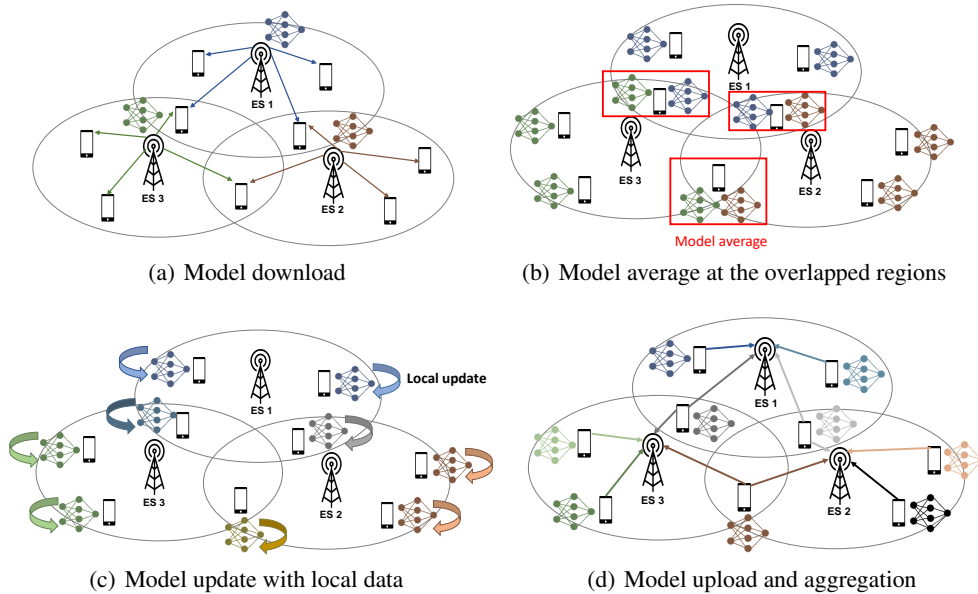 ES 1
ES 3
ES 2
(a) Model download
ES 1
ES 3
ES 2
Model average
(b) Model average at the overlapped regions
ES 1
Local update
ES 3
ES 2
(c) Model update with local data
ES 1
ES 3
ES 2
(d) Model upload and aggregation